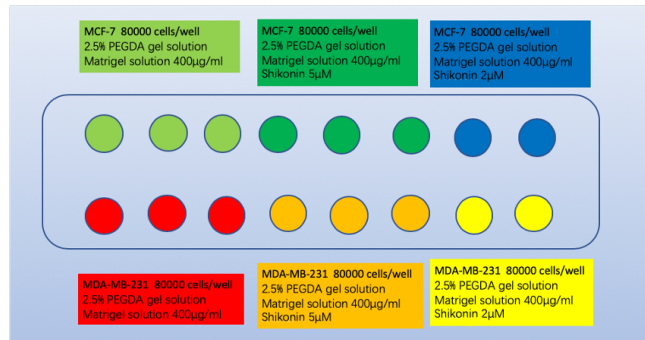 MCF-7 80000 cells/well
2.5% PEGDA gel solution
Matrigel solution 400μg/ml
MCF-7 80000 cells/well
2.5% PEGDA gel solution
Matrigel solution 400μg/ml
Shikonin 5μM
MCF-7 80000 cells/well
2.5% PEGDA gel solution
Matrigel solution 400μg/ml
Shikonin 2μM
MDA-MB-231 80000 cells/well
2.5% PEGDA gel solution
Matrigel solution 400μg/ml
MDA-MB-231 80000 cells/well
2.5% PEGDA gel solution
Matrigel solution 400μg/ml
Shikonin 5μM
MDA-MB-231 80000 cells/well
2.5% PEGDA gel solution
Matrigel solution 400μg/ml
Shikonin 2μM